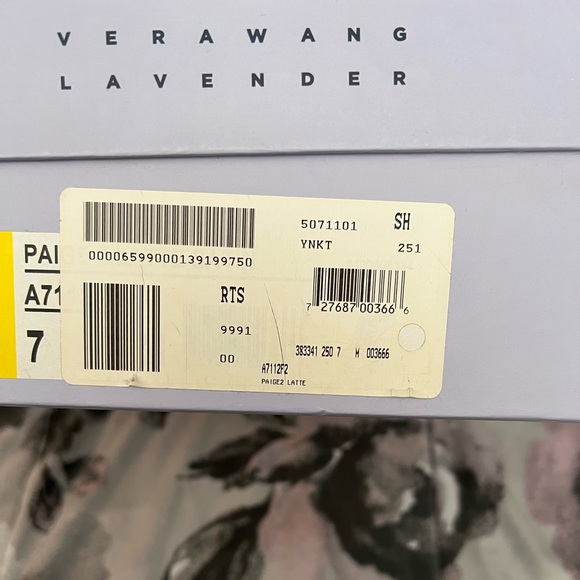 VERAWANG
LAVENDER
5071101 SH
YNKT 251
00006599000139199750
PAI
A71
7
RTS
9991
00
7 27687 00366 6
383341 250 7 M 003666
A7112F2
PAIGE2 LATTE